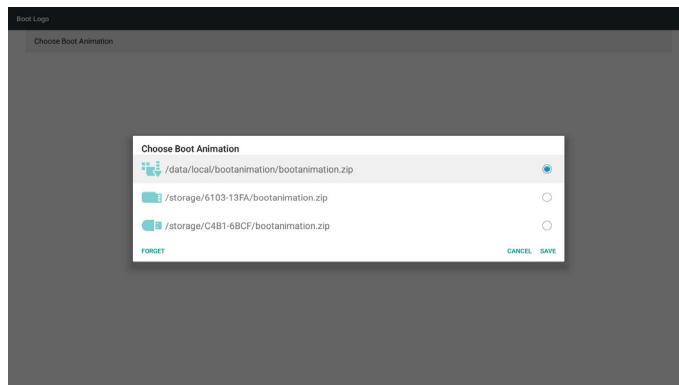 Boot Logo
Choose Boot Animation
Choose Boot Animation
/data/local/bootanimation/bootanimation.zip
/storage/6103-13FA/bootanimation.zip
/storage/C4B1-6BCF/bootanimation.zip
FORGET CANCEL SAVE